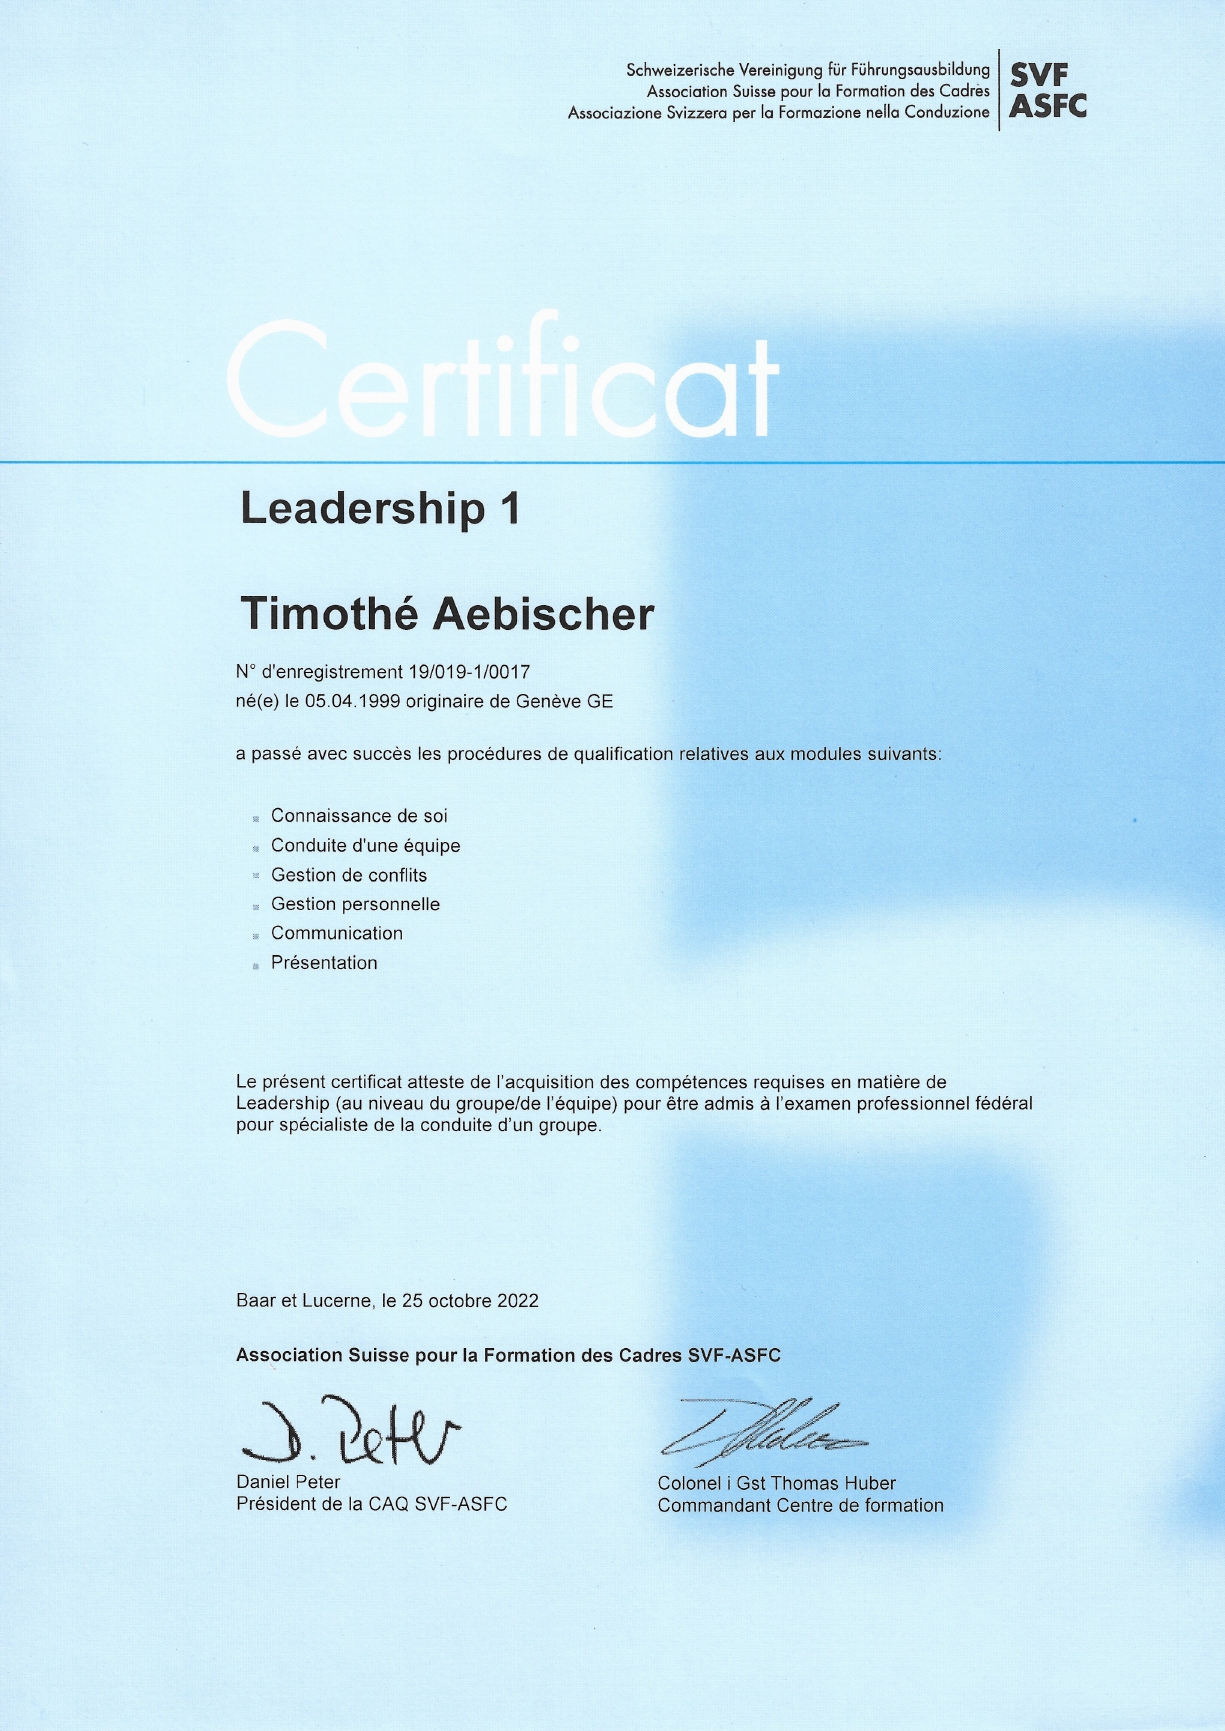 Schweizerische Vereinigung für Führungsausbildung
Association Suisse pour la Formation des Cadres
Associazione Svizzera per la Formazione nella Conduzione
SVF
ASFC
Certificat
Leadership 1
Timothé Aebischer
N° d'enregistrement 19/019-1/0017
né(e) le 05.04.1999 originaire de Genève GE
a passé avec succès les procédures de qualification relatives aux modules suivants:
Connaissance de soi
Conduite d'une équipe
Gestion de conflits
Gestion personnelle
Communication
Présentation
Le présent certificat atteste de l'acquisition des compétences requises en matière de
Leadership (au niveau du groupe/de l'équipe) pour être admis à l'examen professionnel fédéral
pour spécialiste de la conduite d'un groupe.
Baar et Lucerne, le 25 octobre 2022
Association Suisse pour la Formation des Cadres SVF-ASFC
D. Peter
Daniel Peter
Président de la CAQ SVF-ASFC
Colonel i Gst Thomas Huber
Commandant Centre de formation